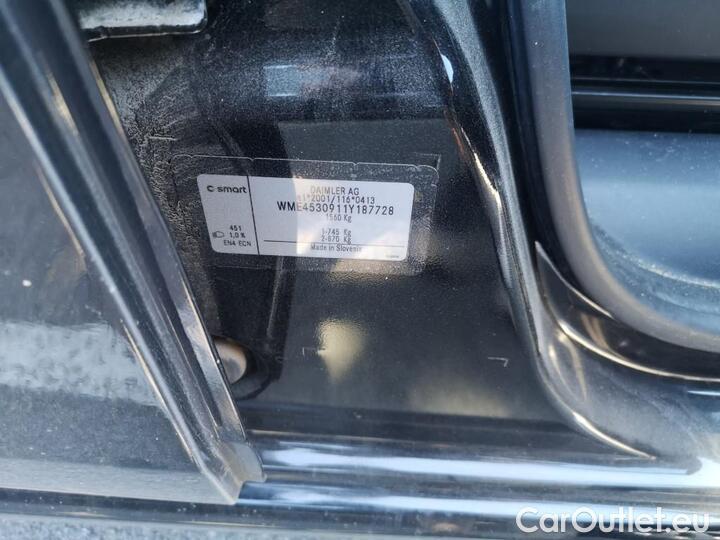 smart
DAIMLER AG
e1*2001/116*0413
WME4530911Y187728
1560 Kg
451
1,0 %
EN4 ECN
1-745 Kg
2-870 Kg
Made in Slovenia
CarOutlet.eu